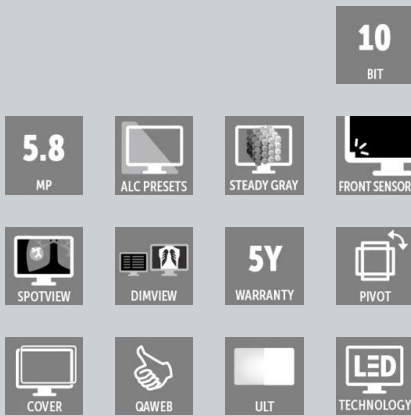 10
BIT
5.8
MP
ALC PRESETS
STEADY GRAY
FRONT SENSOR
SPOTVIEW
DIMVIEW
5Y
WARRANTY
PIVOT
COVER
QAWEB
ULT
LED
TECHNOLOGY